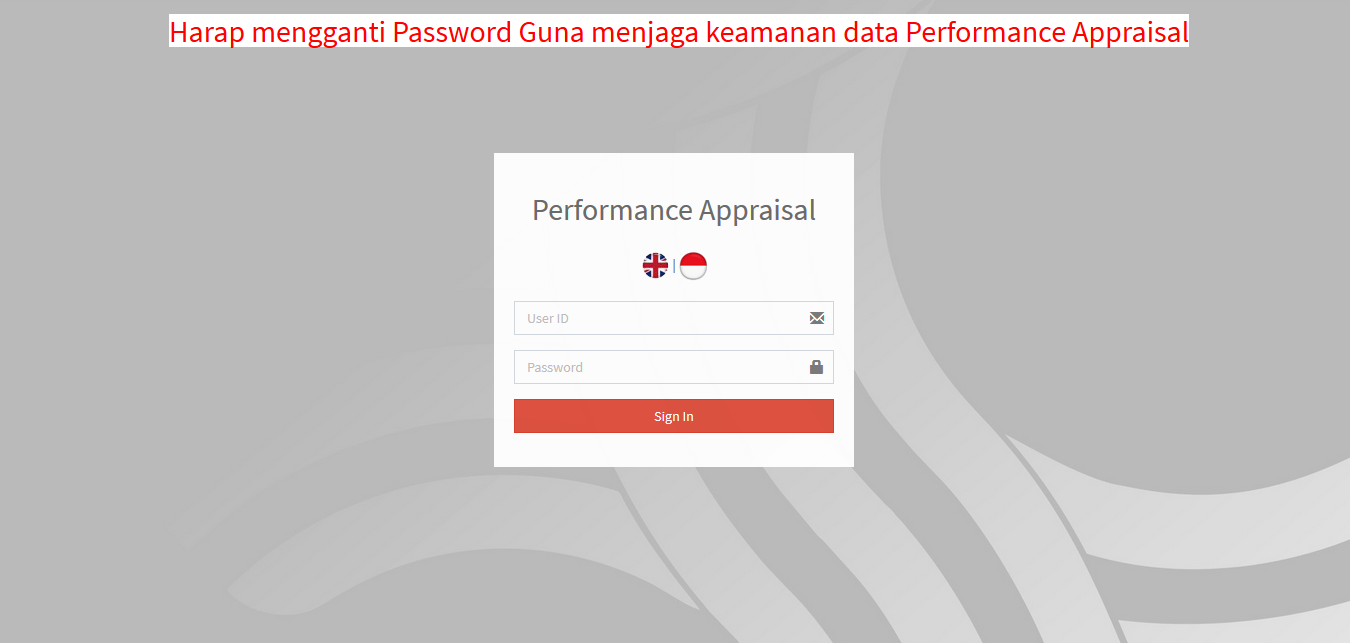 Harap mengganti Password Guna menjaga keamanan data Performance Appraisal
Performance Appraisal
|
User ID
Password
Sign In